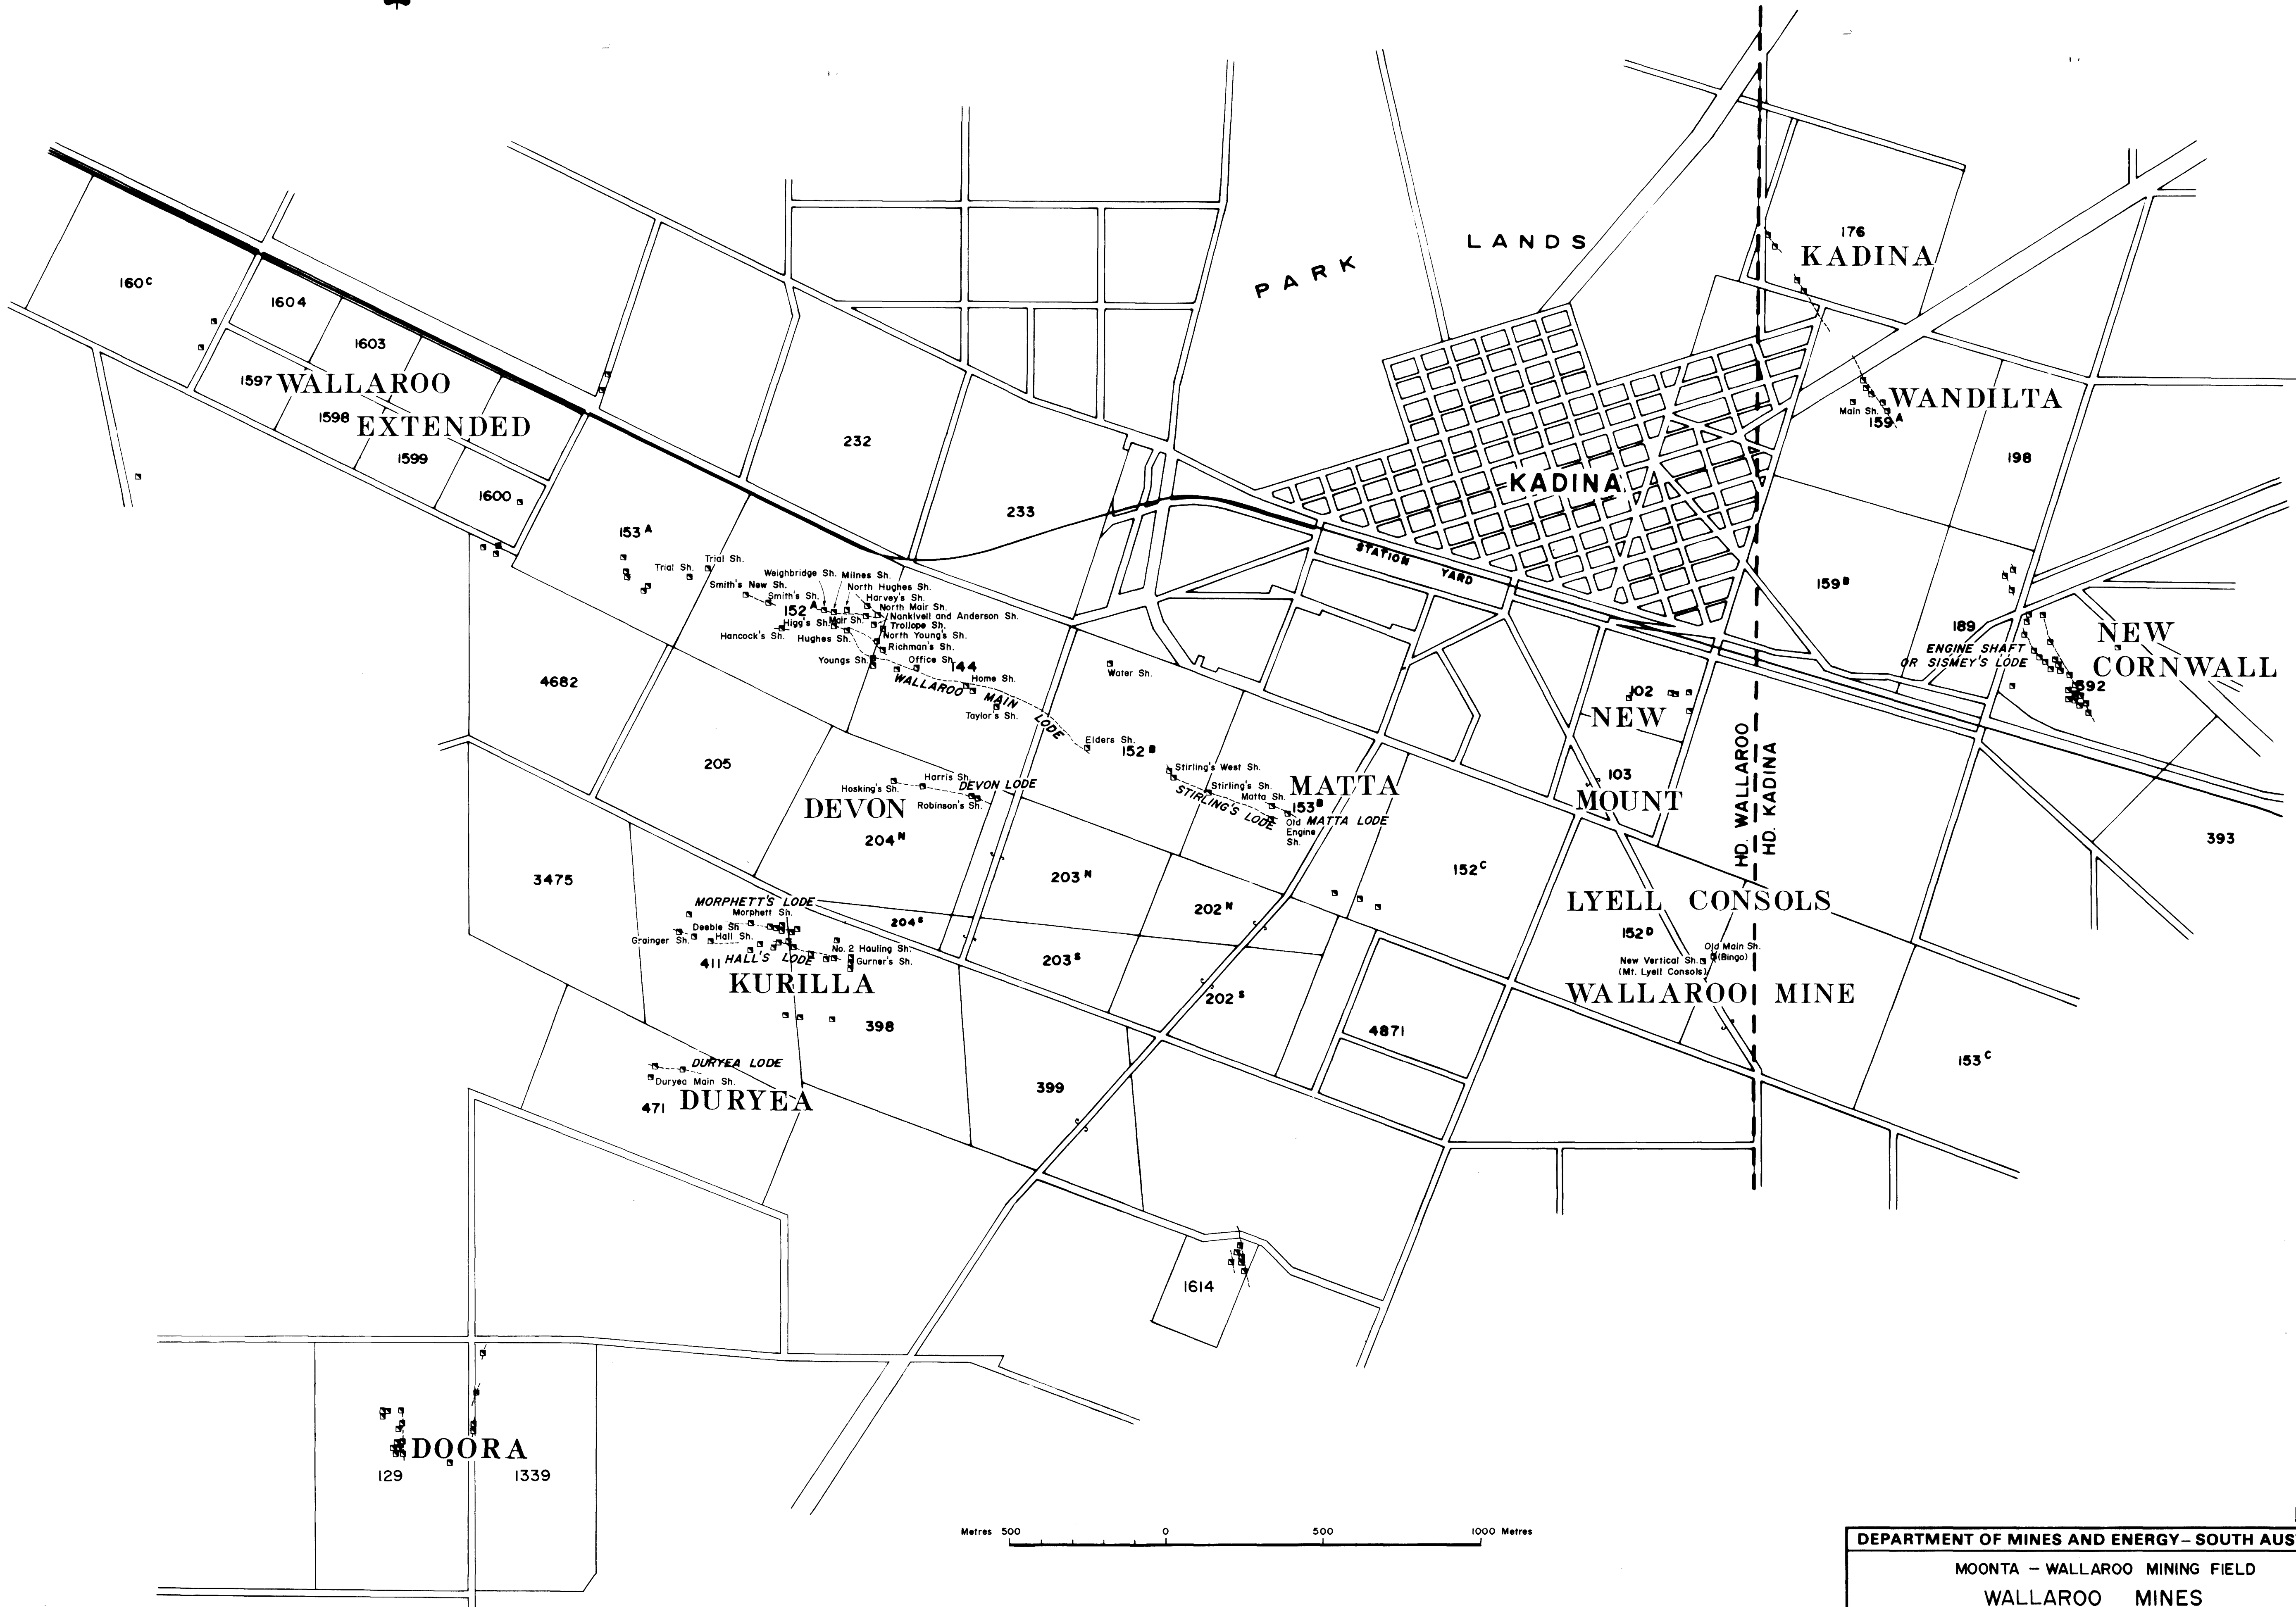 PARK LANDS
176
KADINA
160C
1604
1603
1597
WALLAROO
1598
EXTENDED
1599
1600
232
233
KADINA
Main Sh.
WANDILTA
159A
198
STATION YARD
153A
Trial Sh.
Trial Sh.
Smith's New Sh.
Smith's Sh.
Weighbridge Sh.
Milnes Sh.
North Hughes Sh.
Harvey's Sh.
152A
North Mair Sh.
Mair Sh.
Nankivell and Anderson Sh.
Higg's Sh.
Trollope Sh.
Hancock's Sh.
Hughes Sh.
North Young's Sh.
Richman's Sh.
Youngs Sh.
Office Sh.
144
Home Sh.
WALLAROO MAIN LODE
Taylor's Sh.
Water Sh.
159B
189
ENGINE SHAFT
OR SISMEY'S LODE
NEW
CORNWALL
592
4682
205
Elders Sh.
152B
102
NEW
103
MOUNT
HD. WALLAROO
HD. KADINA
Hosking's Sh.
Harris Sh.
DEVON LODE
Robinson's Sh.
DEVON
204N
Stirling's West Sh.
Stirling's Sh.
STIRLING'S LODE
Matta Sh.
MATTA
153B
Old
Engine
Sh.
MATTA LODE
393
3475
203N
152C
LYELL CONSOLS
MORPHETT'S LODE
Morphett Sh.
204S
202N
152D
Deeble Sh
Grainger Sh.
Hall Sh.
No. 2 Hauling Sh.
411
HALL'S LODE
Gurner's Sh.
203S
Old Main Sh.
(Bingo)
New Vertical Sh.
(Mt. Lyell Consols)
KURILLA
202S
WALLAROO MINE
398
4871
153C
DURYEA LODE
Duryea Main Sh.
471
DURYEA
399
1614
DOORA
129
1339
Metres 500 0 500 1000 Metres
DEPARTMENT OF MINES AND ENERGY – SOUTH AUS
MOONTA – WALLAROO MINING FIELD
WALLAROO MINES